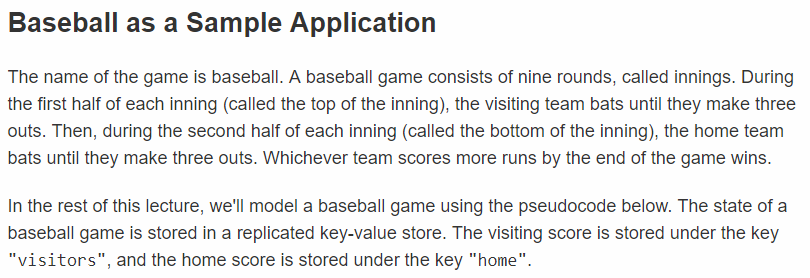 Baseball as a Sample Application
The name of the game is baseball. A baseball game consists of nine rounds, called innings. During
the first half of each inning (called the top of the inning), the visiting team bats until they make three
outs. Then, during the second half of each inning (called the bottom of the inning), the home team
bats until they make three outs. Whichever team scores more runs by the end of the game wins.
In the rest of this lecture, we'll model a baseball game using the pseudocode below. The state of a
baseball game is stored in a replicated key-value store. The visiting score is stored under the key
"visitors", and the home score is stored under the key "home".